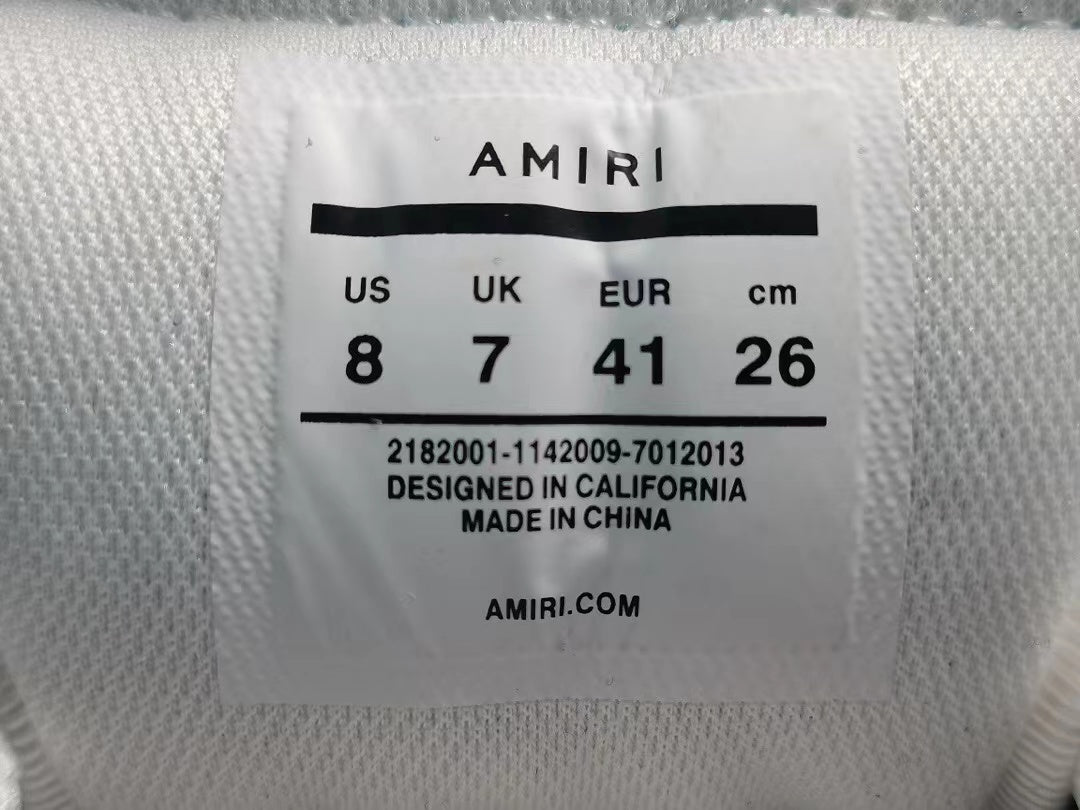 AMIRI
US UK EUR cm
8 7 41 26
2182001-1142009-7012013
DESIGNED IN CALIFORNIA
MADE IN CHINA
AMIRI.COM